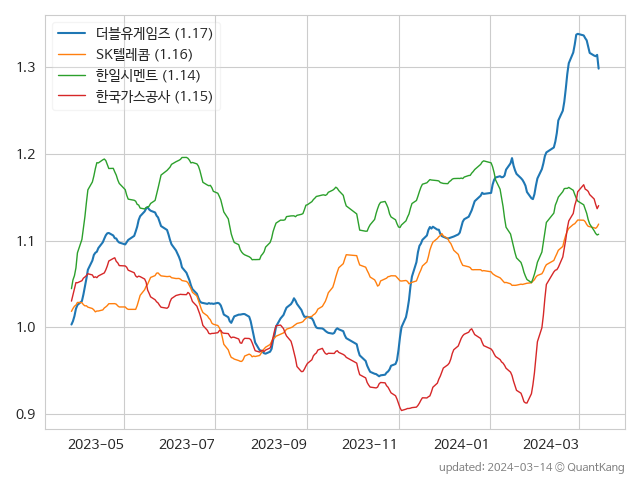 더블유게임즈 (1.17)
SK텔레콤 (1.16)
한일시멘트 (1.14)
한국가스공사 (1.15)
1.3
1.2
1.1
1.0
0.9
2023-05 2023-07 2023-09 2023-11 2024-01 2024-03
updated: 2024-03-14 © QuantKang